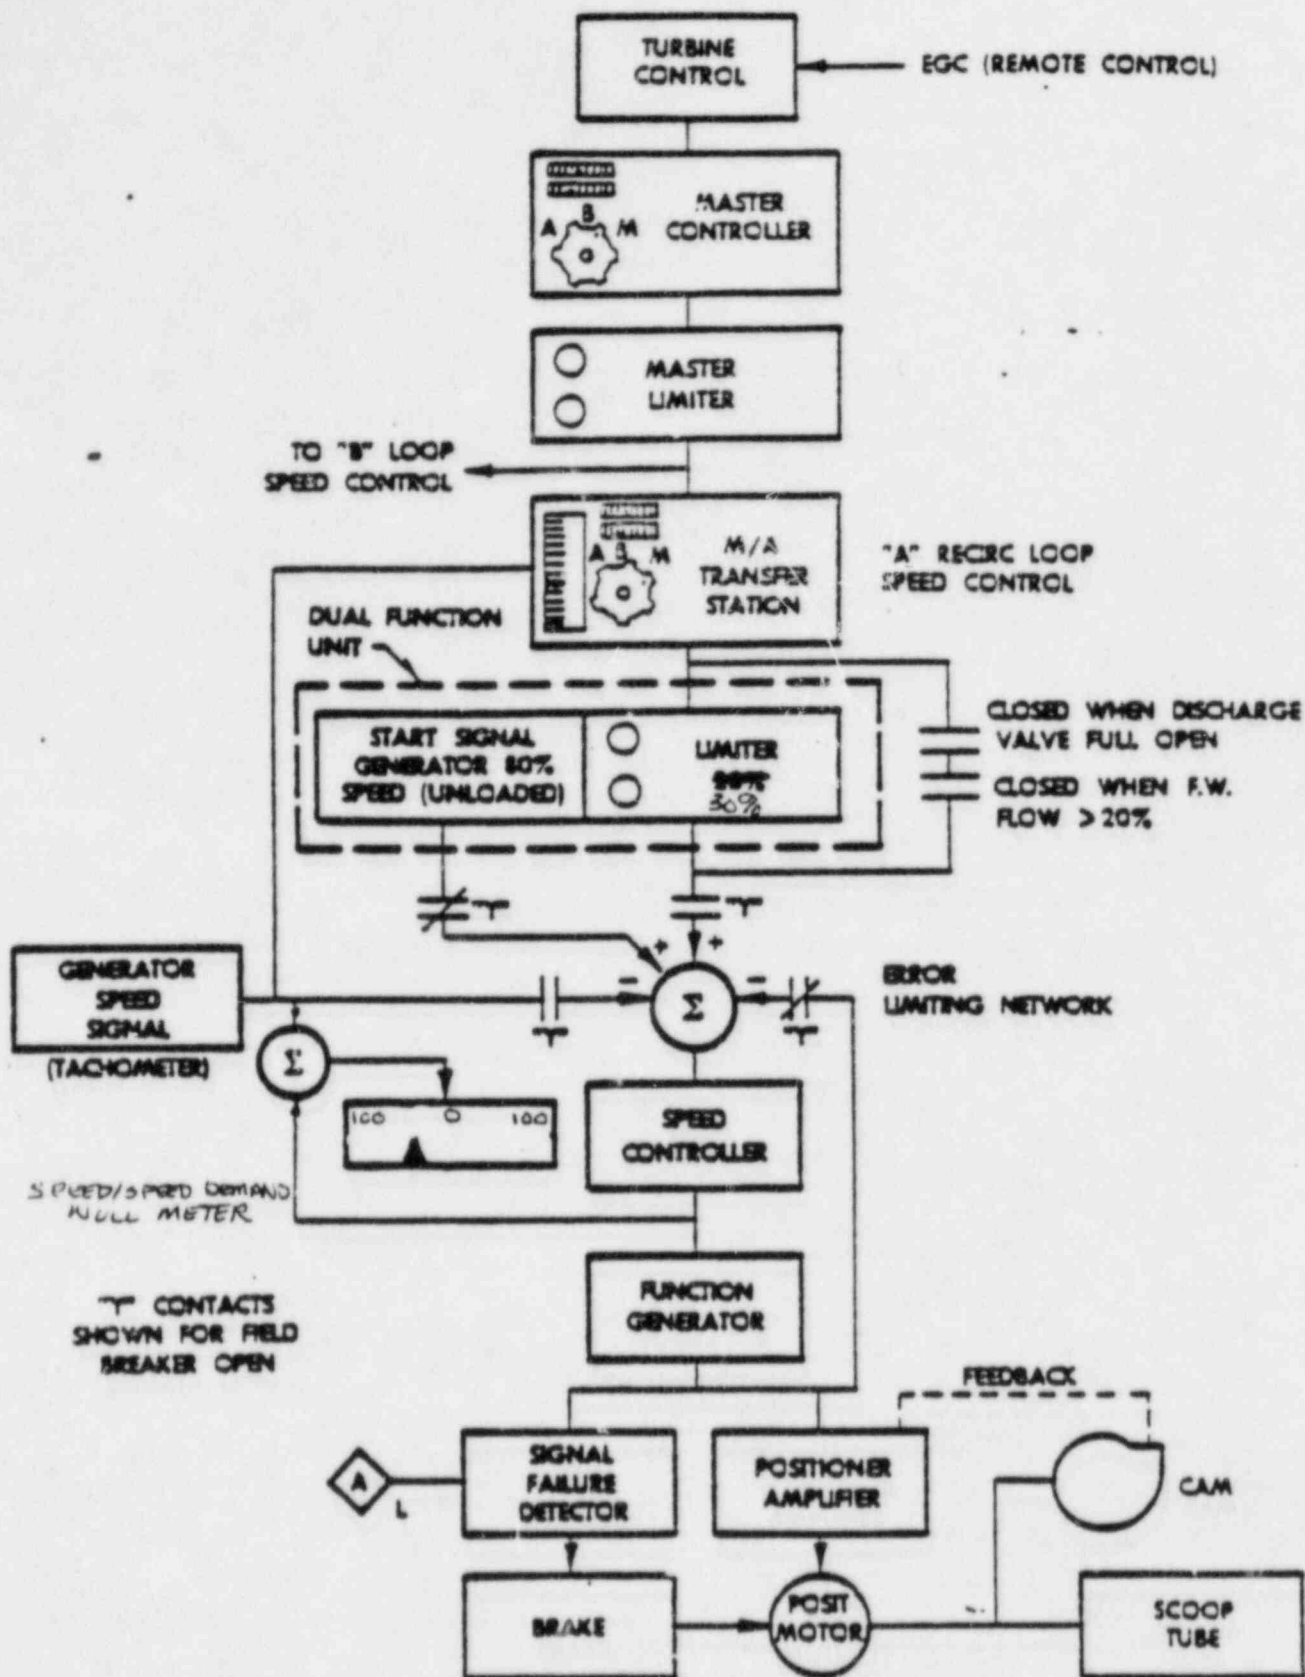 TURBINE
CONTROL
EGC (REMOTE CONTROL)
MASTER
CONTROLLER
A B M
MASTER
LIMITER
TO "B" LOOP
SPEED CONTROL
A B M
M/A
TRANSFER
STATION
"A" RECIRC LOOP
SPEED CONTROL
DUAL FUNCTION
UNIT
START SIGNAL
GENERATOR 80%
SPEED (UNLOADED)
LIMITER
30%
CLOSED WHEN DISCHARGE
VALVE FULL OPEN
CLOSED WHEN F.W.
FLOW > 20%
"Y"
"Y"
+ +
GENERATOR
SPEED
SIGNAL
(TACHOMETER)
- Σ -
"Y"
"Y"
ERROR
LIMITING NETWORK
Σ
100 0 100
SPEED
CONTROLLER
SPEED/SPEED DEMAND
NULL METER
FUNCTION
GENERATOR
"Y" CONTACTS
SHOWN FOR FIELD
BREAKER OPEN
FEEDBACK
A
L
SIGNAL
FAILURE
DETECTOR
POSITIONER
AMPLIFIER
CAM
BRAKE
POSIT
MOTOR
SCOOP
TUBE